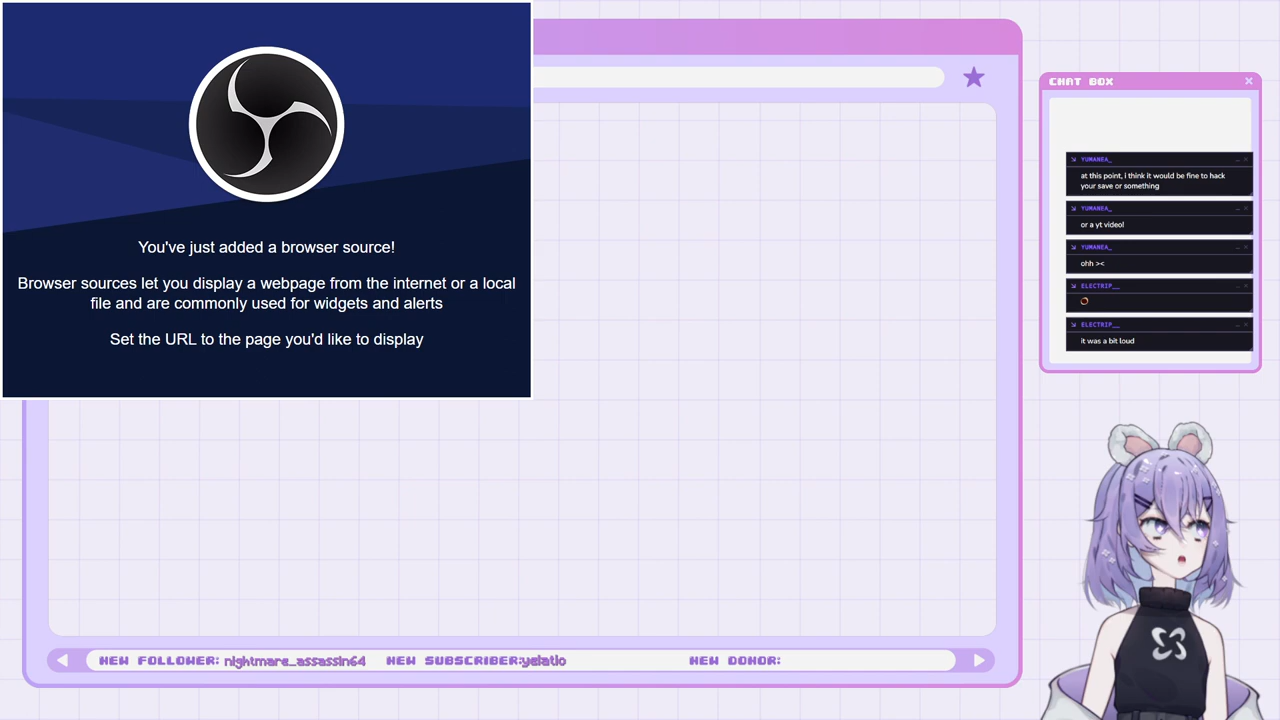 You've just added a browser source!
Browser sources let you display a webpage from the internet or a local
file and are commonly used for widgets and alerts
Set the URL to the page you'd like to display
CHAT BOX
YUMANEA_
at this point, i think it would be fine to hack
your save or something
YUMANEA_
or a yt video!
YUMANEA_
ohh ><
ELECTRIP__
ELECTRIP__
it was a bit loud
NEW FOLLOWER: nightmare_assassin64 NEW SUBSCRIBER:yelatio NEW DONOR: